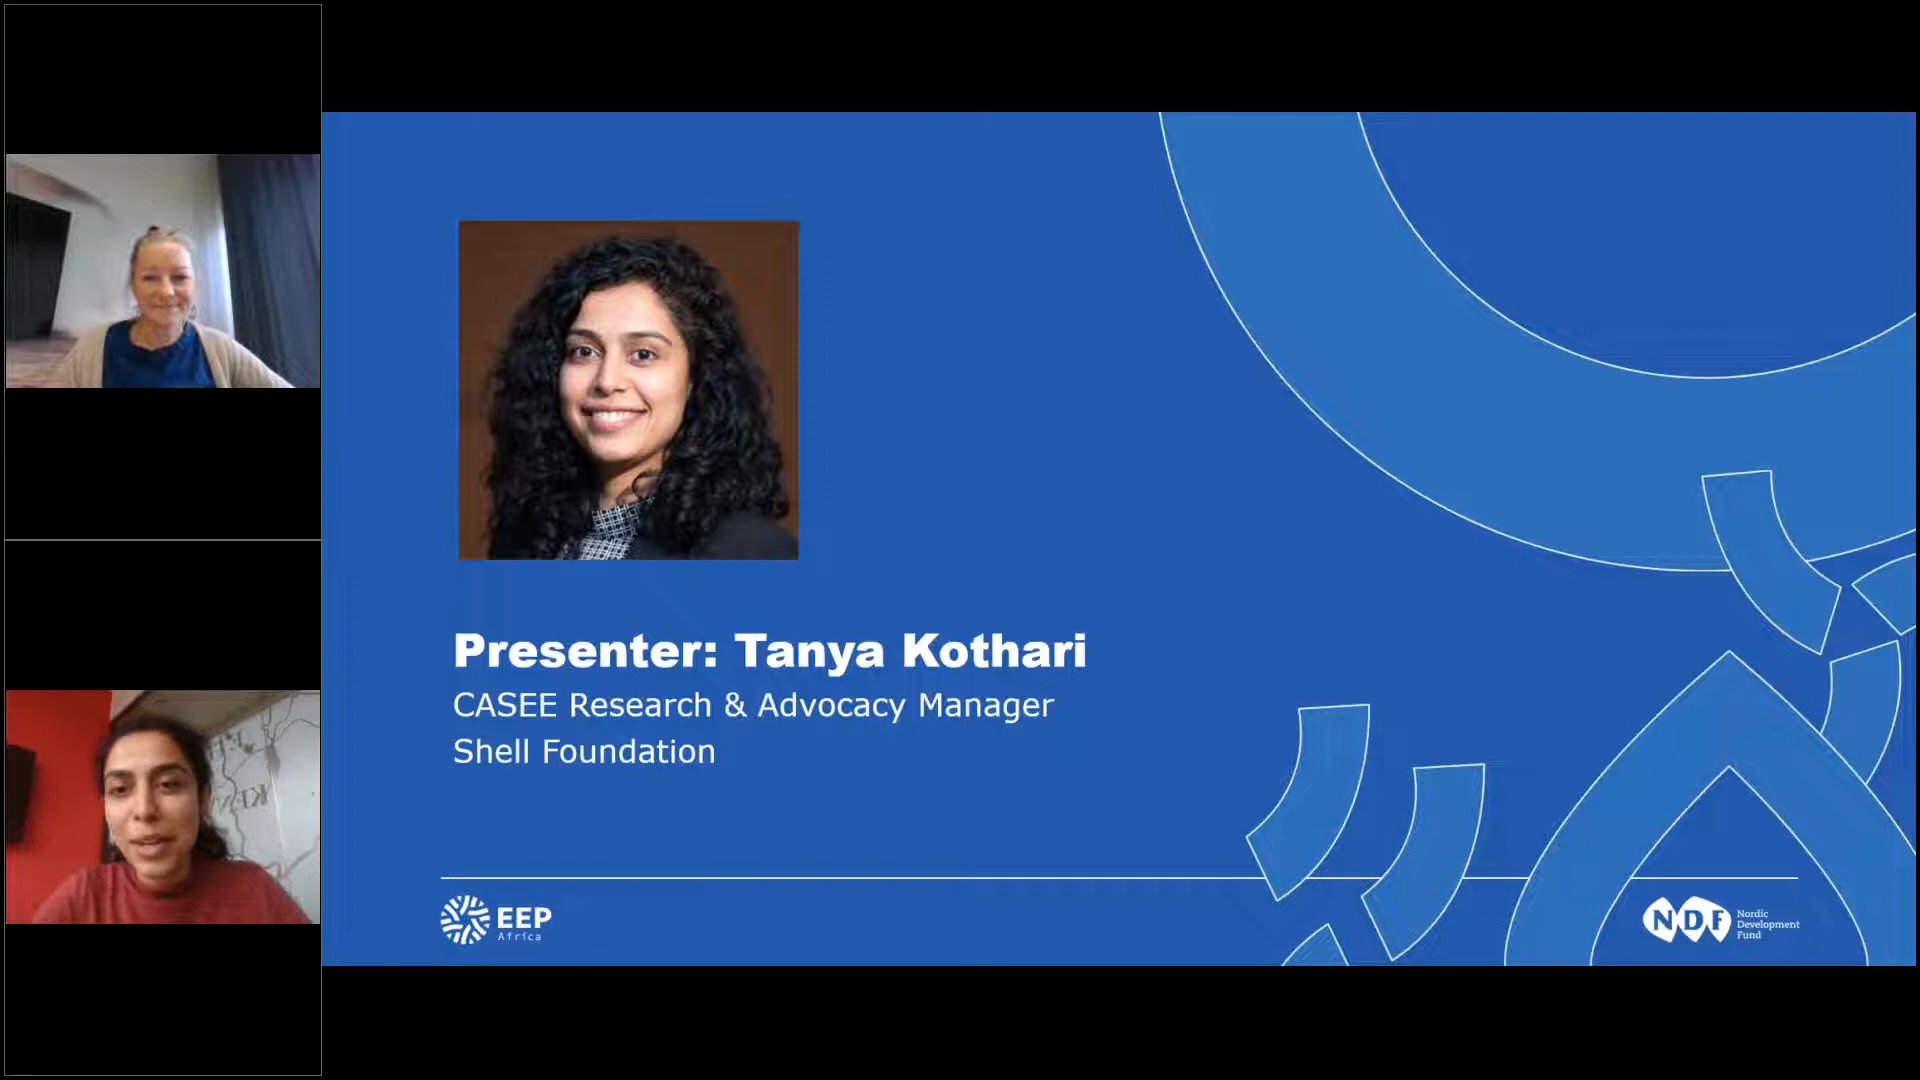 Presenter: Tanya Kothari
CASEE Research & Advocacy Manager
Shell Foundation
EEP
Africa
NDF
Nordic
Development
Fund